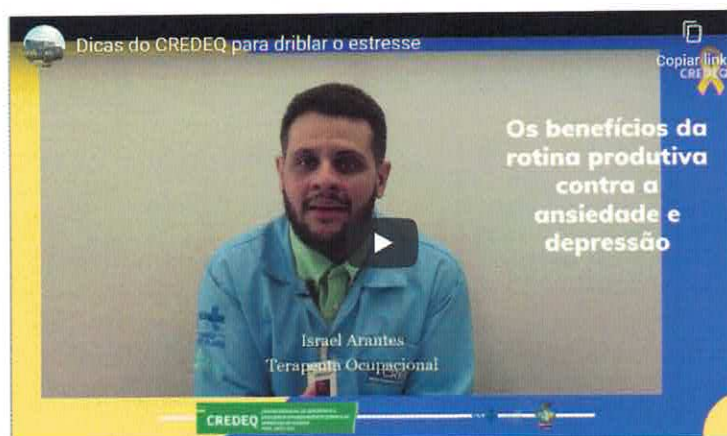 Dicas do CREDEQ para driblar o estresse
Copiar link
CREDEQ
Os benefícios da
rotina produtiva
contra a
ansiedade e
depressão
Israel Arantes
Terapeuta Ocupacional
CREDEQ